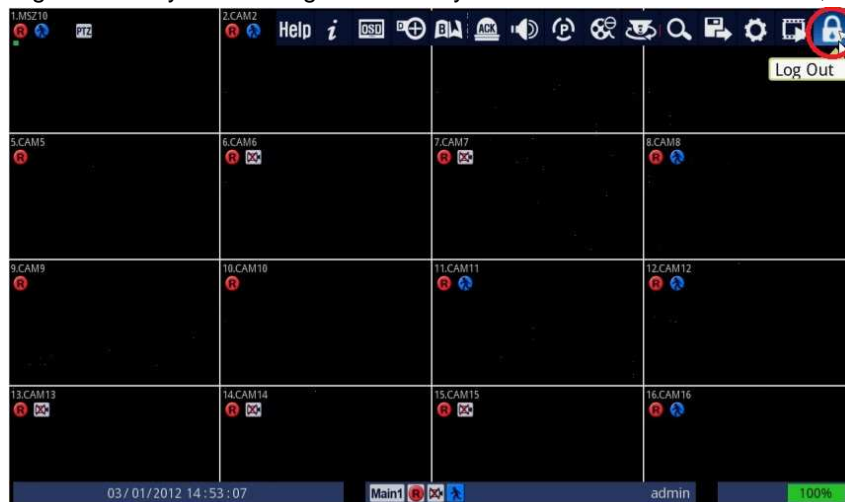 1.MSZ10
2.CAM2
PTZ
Help i OSD D B ACK P
Log Out
5.CAM5
6.CAM6
7.CAM7
8.CAM8
R
R
R
R
9.CAM9
10.CAM10
11.CAM11
12.CAM12
R
R
R
R
13.CAM13
14.CAM14
15.CAM15
16.CAM16
R
R
R
R
03/01/2012 14:53:07
Main1 R
admin
100%